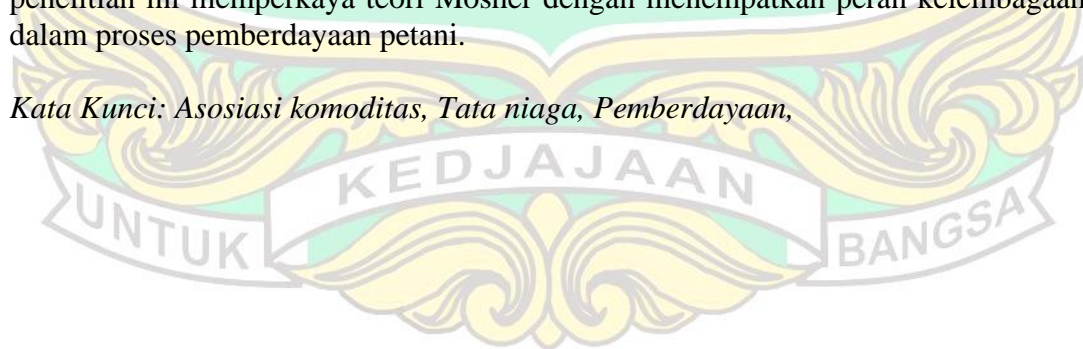 penelitian ini memperkaya teori Mosher dengan menempatkan peran kelembagaan
dalam proses pemberdayaan petani.
Kata Kunci: Asosiasi komoditas, Tata niaga, Pemberdayaan,
UNTUK KEDJAJAAN BANGSA